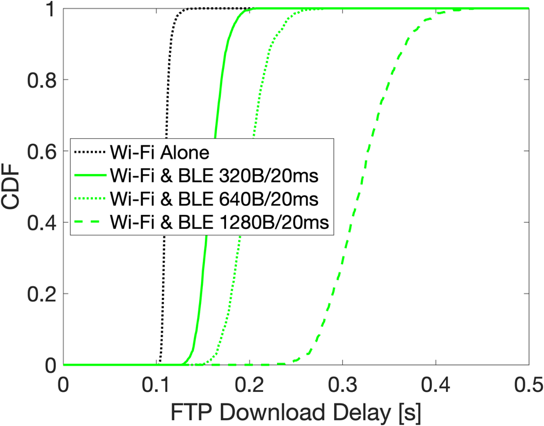 1
0.8
0.6
0.4
0.2
0
CDF
Wi-Fi Alone
Wi-Fi & BLE 320B/20ms
Wi-Fi & BLE 640B/20ms
Wi-Fi & BLE 1280B/20ms
0 0.1 0.2 0.3 0.4 0.5
FTP Download Delay [s]